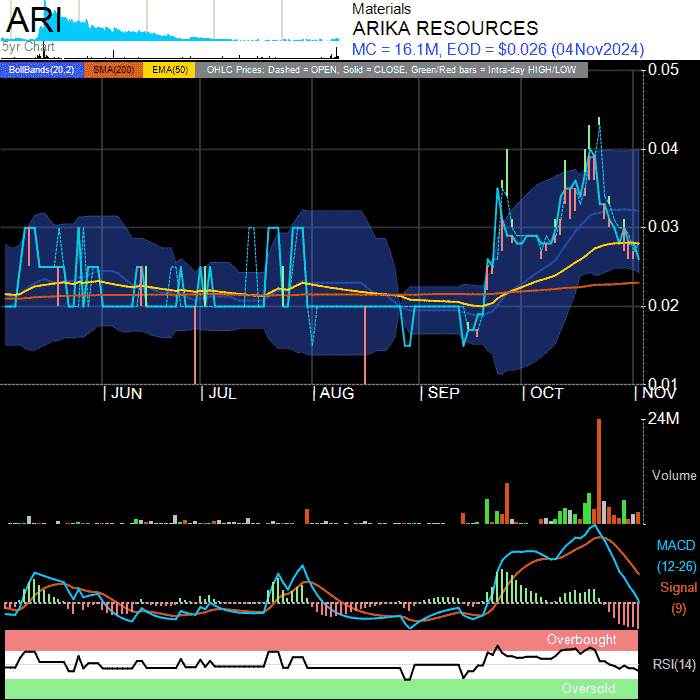 ARI
5yr Chart
Materials
ARIKA RESOURCES
MC = 16.1M, EOD = $0.026 (04Nov2024)
BollBands(20,2) SMA(200) EMA(50) OHLC Prices: Dashed = OPEN, Solid = CLOSE, Green/Red bars = Intra-day HIGH/LOW
0.05
0.04
0.03
0.02
0.01
JUN JUL AUG SEP OCT NOV
24M
Volume
MACD
(12-26)
Signal
(9)
Overbought
RSI(14)
Oversold